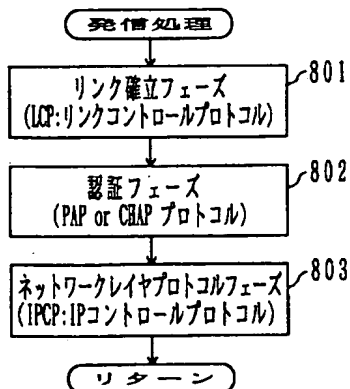 発信処理
リンク確立フェーズ
(LCP:リンクコントロールプロトコル)
801
認証フェーズ
(PAP or CHAP プロトコル)
802
ネットワークレイヤプロトコルフェーズ
(IPCP:IPコントロールプロトコル)
803
リターン